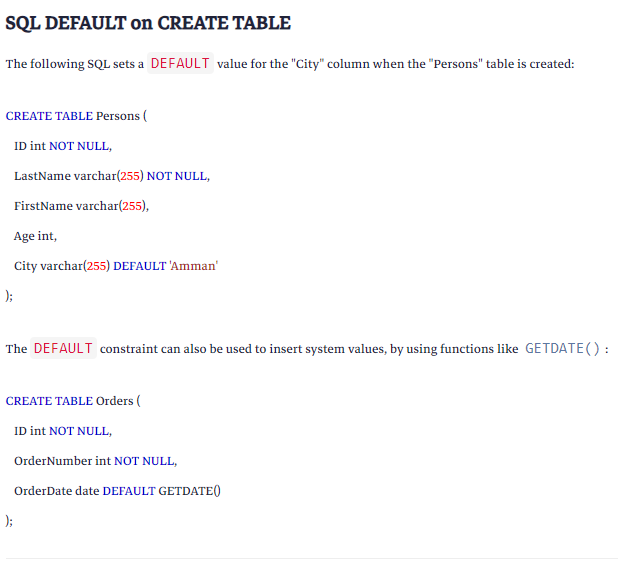 SQL DEFAULT on CREATE TABLE
The following SQL sets a DEFAULT value for the "City" column when the "Persons" table is created:
CREATE TABLE Persons (
ID int NOT NULL,
LastName varchar(255) NOT NULL,
FirstName varchar(255),
Age int,
City varchar(255) DEFAULT 'Amman'
);
The DEFAULT constraint can also be used to insert system values, by using functions like GETDATE() :
CREATE TABLE Orders (
ID int NOT NULL,
OrderNumber int NOT NULL,
OrderDate date DEFAULT GETDATE()
);